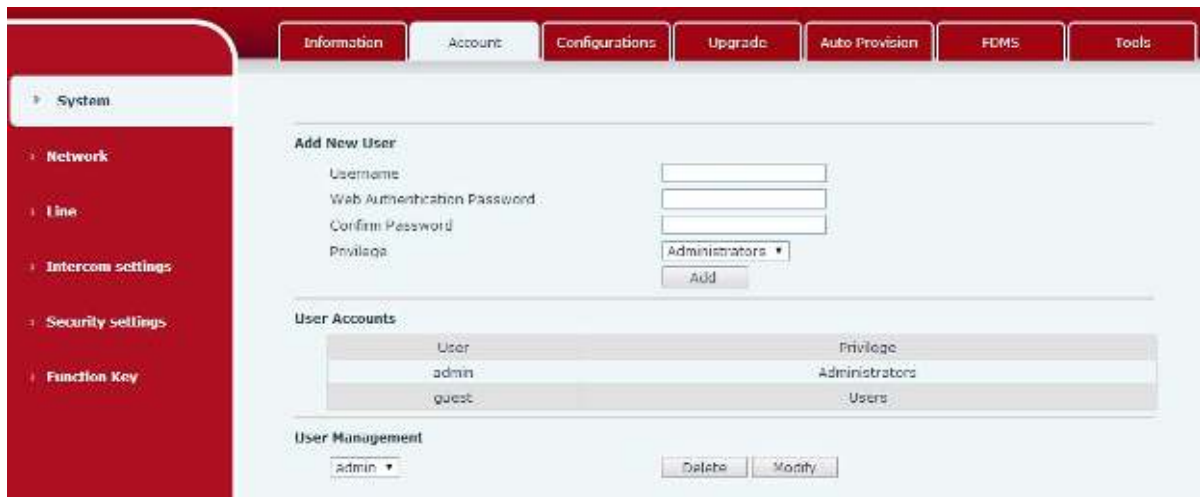 Information Account Configurations Upgrade Auto Provision FDMS Tools
System
Network
Line
Intercom settings
Security settings
Function Key
Add New User
Username
Web Authentication Password
Confirm Password
Privilege Administrators
Add
User Accounts
User Privilege
admin Administrators
guest Users
User Management
admin Delete Modify